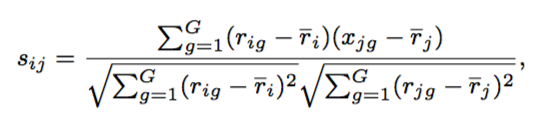 s_{ij} = \frac{\sum_{g=1}^{G}(r_{ig} - \overline{r}_i)(x_{jg} - \overline{r}_j)}{\sqrt{\sum_{g=1}^{G}(r_{ig} - \overline{r}_i)^2}\sqrt{\sum_{g=1}^{G}(r_{jg} - \overline{r}_j)^2}},